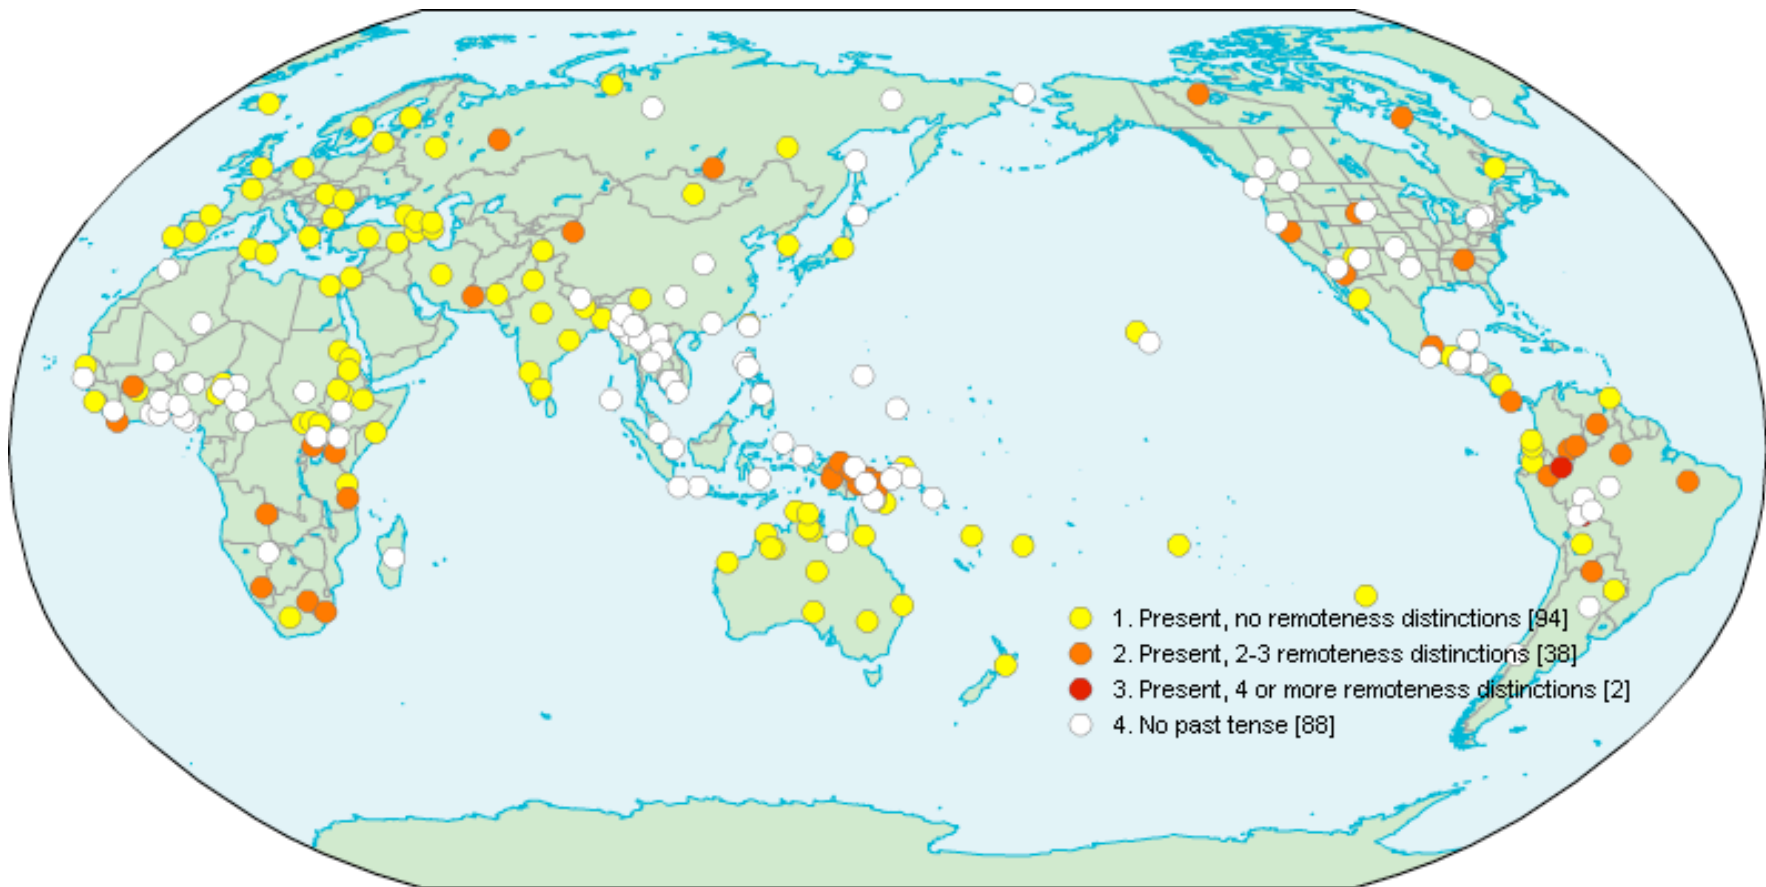 1. Present, no remoteness distinctions [94]
2. Present, 2-3 remoteness distinctions [38]
3. Present, 4 or more remoteness distinctions [2]
4. No past tense [88]